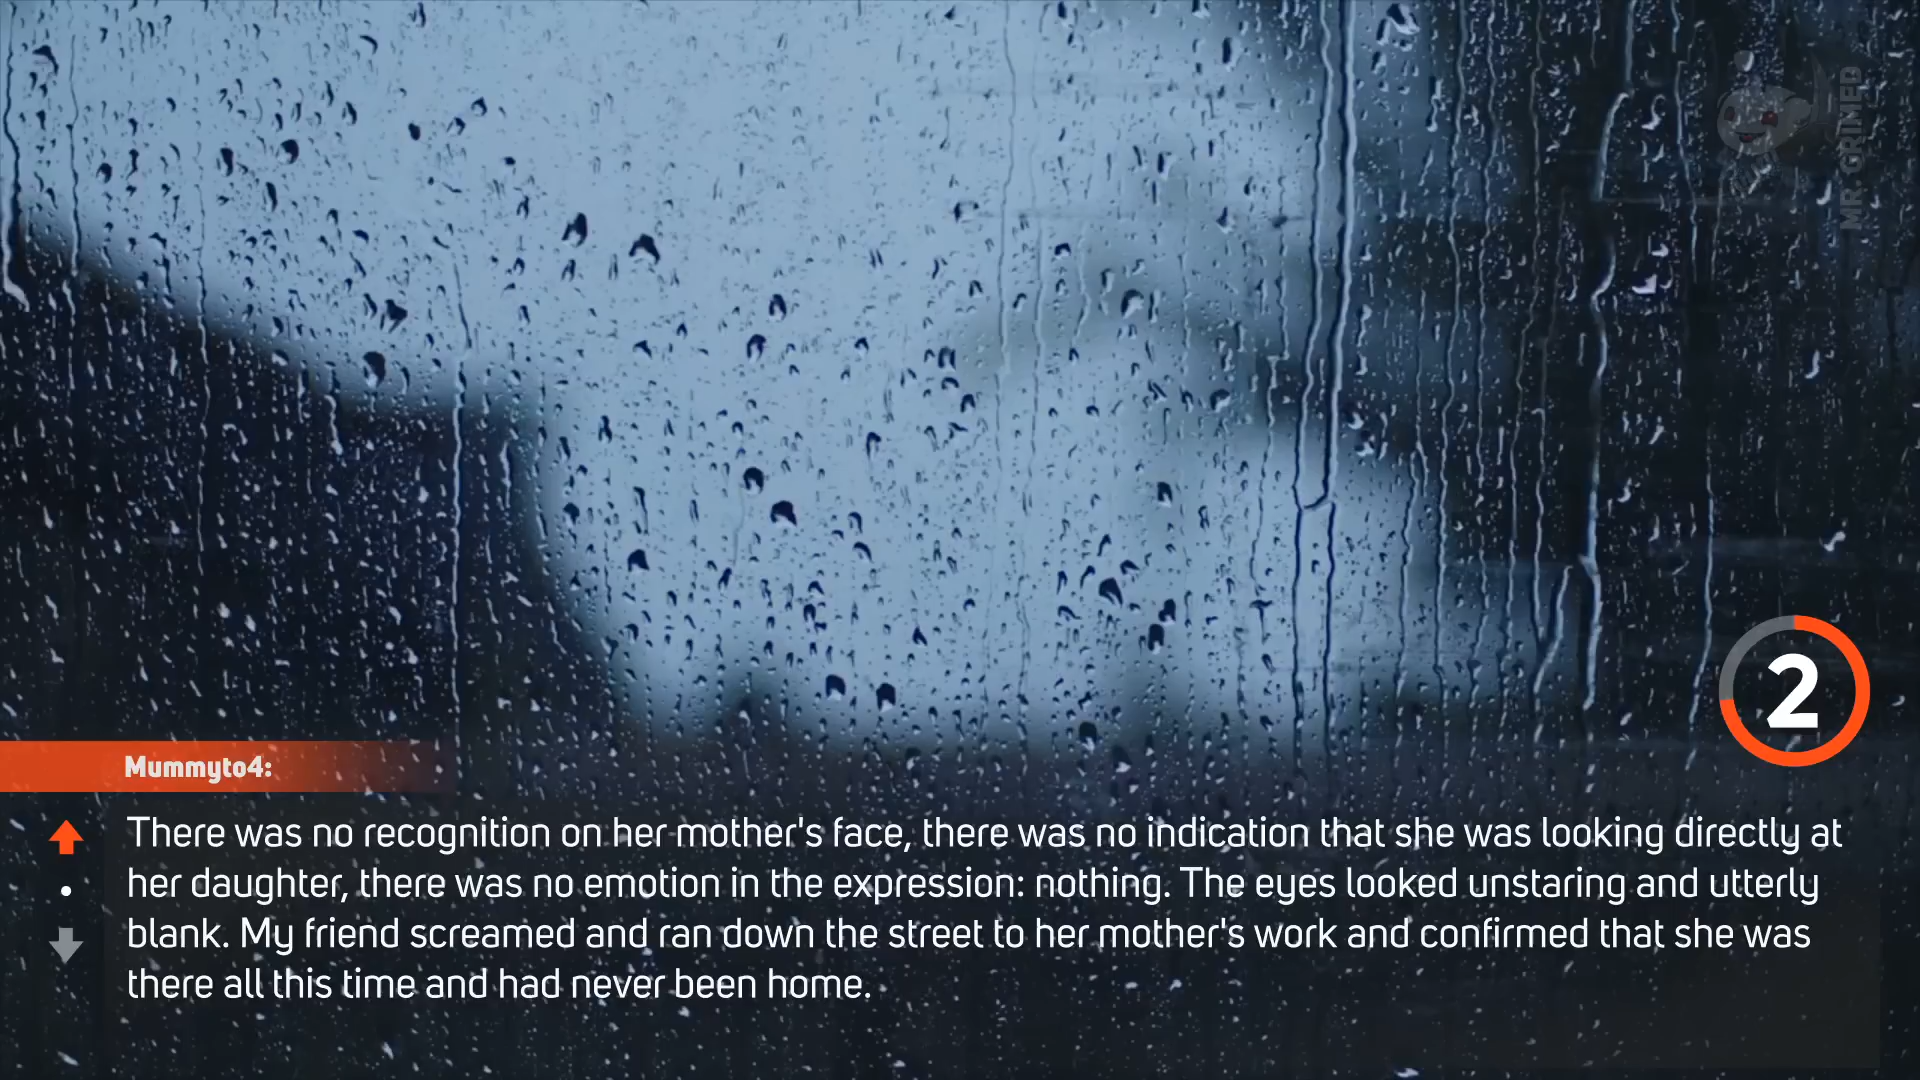 MR. GRIMED
2
Mummyto4:
There was no recognition on her mother's face, there was no indication that she was looking directly at
her daughter, there was no emotion in the expression: nothing. The eyes looked unstaring and utterly
blank. My friend screamed and ran down the street to her mother's work and confirmed that she was
there all this time and had never been home.